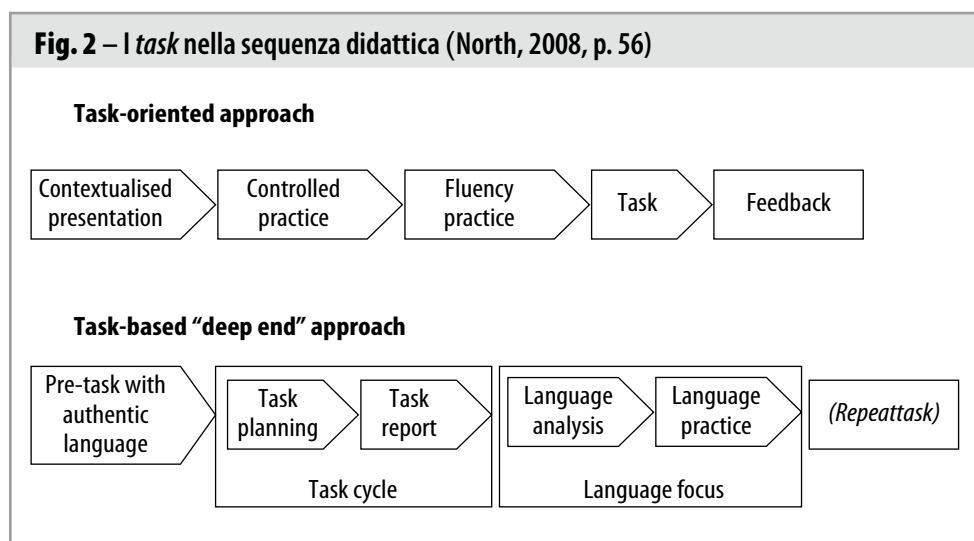 Fig. 2 – I task nella sequenza didattica (North, 2008, p. 56)
Task-oriented approach
Contextualised
presentation
Controlled
practice
Fluency
practice
Task
Feedback
Task-based “deep end” approach
Pre-task with
authentic
language
Task
planning
Task
report
Task cycle
Language
analysis
Language
practice
Language focus
(Repeattask)